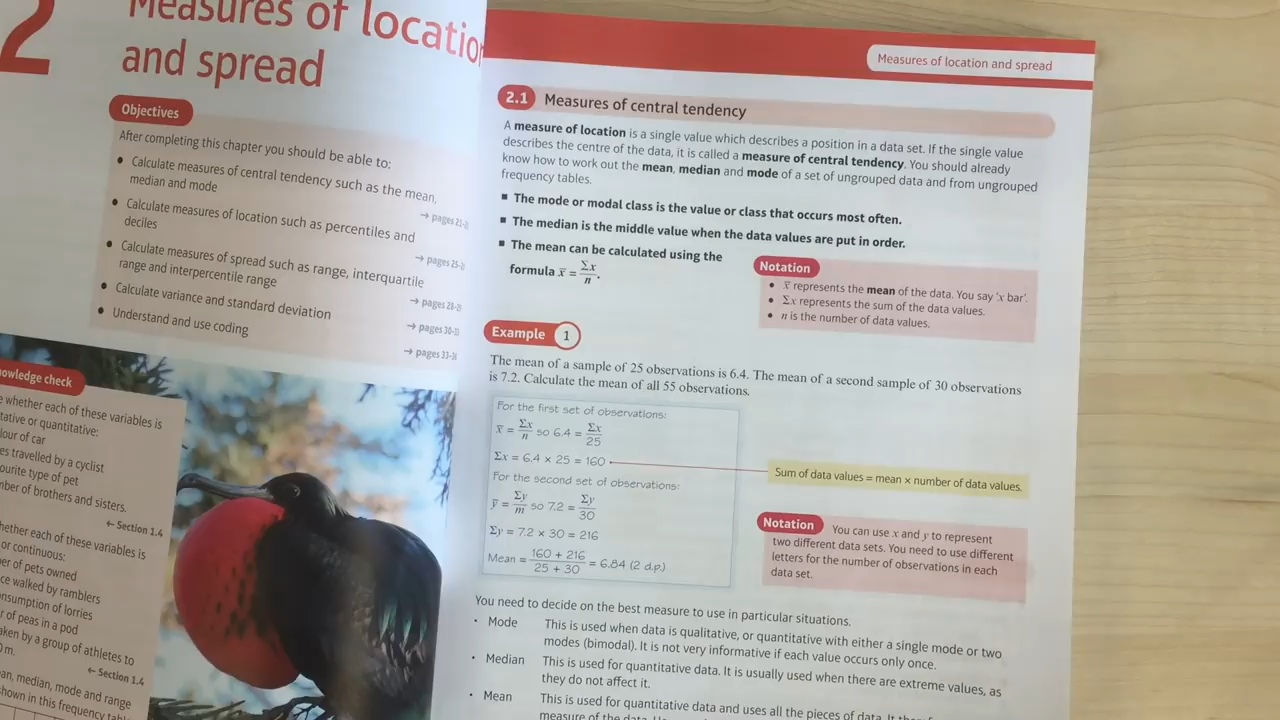 2
Measures of location
and spread
Objectives
After completing this chapter you should be able to:
• Calculate measures of central tendency such as the mean,
median and mode
→ pages 21-2
• Calculate measures of location such as percentiles and
deciles
→ pages 25-2
• Calculate measures of spread such as range, interquartile
range and interpercentile range
→ pages 28-2
• Calculate variance and standard deviation
→ pages 30-3
• Understand and use coding
→ pages 33-3
owledge check
e whether each of these variables is
tative or quantitative:
lour of car
es travelled by a cyclist
ourite type of pet
mber of brothers and sisters.
← Section 1.4
hether each of these variables is
or continuous:
er of pets owned
ce walked by ramblers
nsumption of lorries
r of peas in a pod
aken by a group of athletes to
0 m.
← Section 1.4
an, median, mode and range
shown in this frequency
Measures of location and spread
2.1 Measures of central tendency
A measure of location is a single value which describes a position in a data set. If the single value
describes the centre of the data, it is called a measure of central tendency. You should already
know how to work out the mean, median and mode of a set of ungrouped data and from ungrouped
frequency tables.
▪ The mode or modal class is the value or class that occurs most often.
▪ The median is the middle value when the data values are put in order.
▪ The mean can be calculated using the
formula x̄ = Σx/n.
Notation
• x̄ represents the mean of the data. You say 'x bar'.
• Σx represents the sum of the data values.
• n is the number of data values.
Example 1
The mean of a sample of 25 observations is 6.4. The mean of a second sample of 30 observations
is 7.2. Calculate the mean of all 55 observations.
For the first set of observations:
x̄ = Σx/n so 6.4 = Σx/25
Σx = 6.4 × 25 = 160
For the second set of observations:
ȳ = Σy/m so 7.2 = Σy/30
Σy = 7.2 × 30 = 216
Mean = (160 + 216)/(25 + 30) = 6.84 (2 d.p.)
Sum of data values = mean × number of data values.
Notation You can use x and y to represent
two different data sets. You need to use different
letters for the number of observations in each
data set.
You need to decide on the best measure to use in particular situations.
• Mode This is used when data is qualitative, or quantitative with either a single mode or two
modes (bimodal). It is not very informative if each value occurs only once.
• Median This is used for quantitative data. It is usually used when there are extreme values, as
they do not affect it.
• Mean This is used for quantitative data and uses all the pieces of data. It
measure of the data.